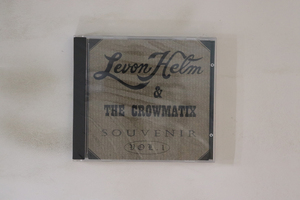 Levon Helm
&
THE CROWMATIX
SOUVENIR
VOL 1